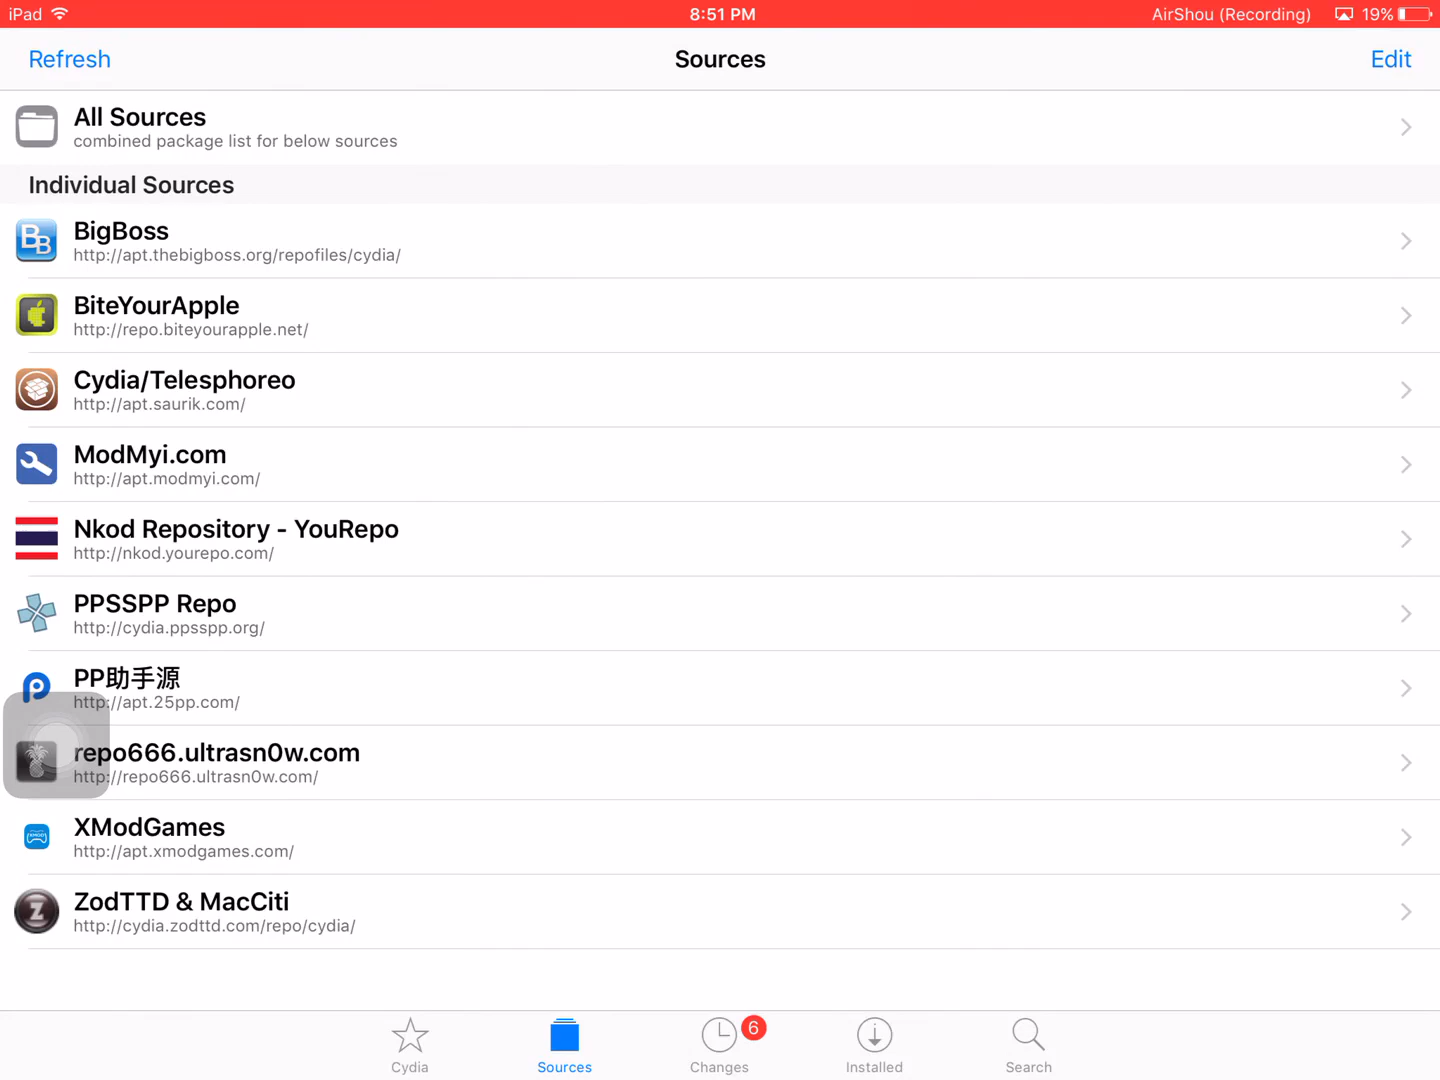 iPad 8:51 PM AirShou (Recording) 19%
Refresh Sources Edit
All Sources
combined package list for below sources
Individual Sources
BB
BigBoss
http://apt.thebigboss.org/repofiles/cydia/
BiteYourApple
http://repo.biteyourapple.net/
Cydia/Telesphoreo
http://apt.saurik.com/
ModMyi.com
http://apt.modmyi.com/
Nkod Repository - YouRepo
http://nkod.yourepo.com/
PPSSPP Repo
http://cydia.ppsspp.org/
PP助手源
http://apt.25pp.com/
repo666.ultrasn0w.com
http://repo666.ultrasn0w.com/
XModGames
http://apt.xmodgames.com/
Z
ZodTTD & MacCiti
http://cydia.zodttd.com/repo/cydia/
6
Cydia Sources Changes Installed Search